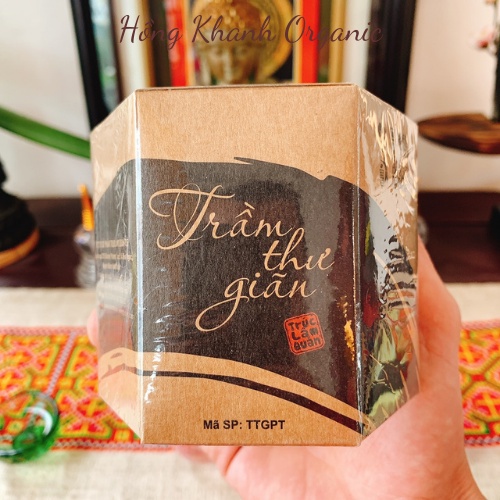 Hồng Khanh Organic
Trầm
thư
giãn
Trúc
Lâm
Quán
Mã SP: TTGPT